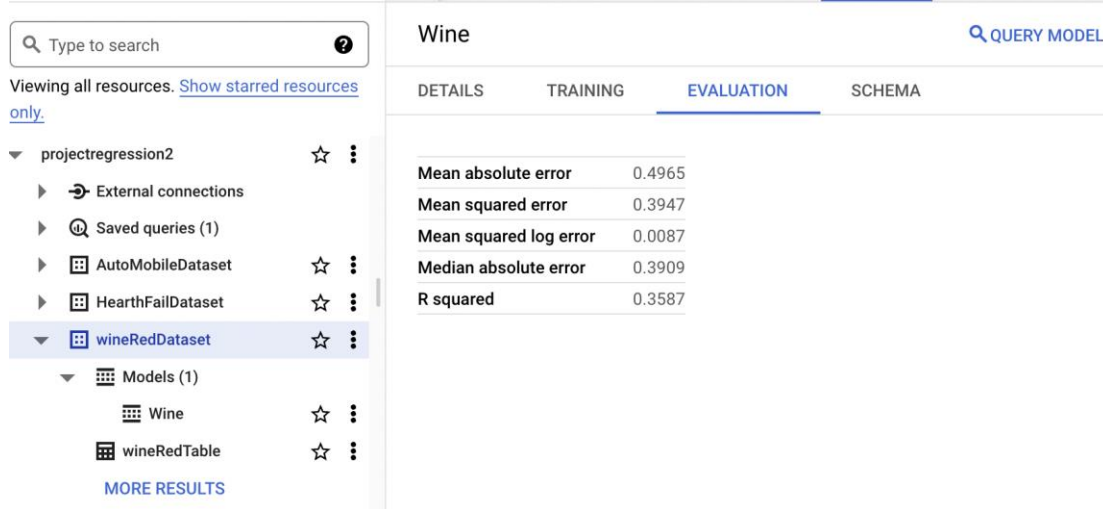 Type to search
Viewing all resources. Show starred resources
only.
projectregression2
External connections
Saved queries (1)
AutoMobileDataset
HearthFailDataset
wineRedDataset
Models (1)
Wine
wineRedTable
MORE RESULTS
Wine
QUERY MODEL
DETAILS TRAINING EVALUATION SCHEMA
Mean absolute error 0.4965
Mean squared error 0.3947
Mean squared log error 0.0087
Median absolute error 0.3909
R squared 0.3587